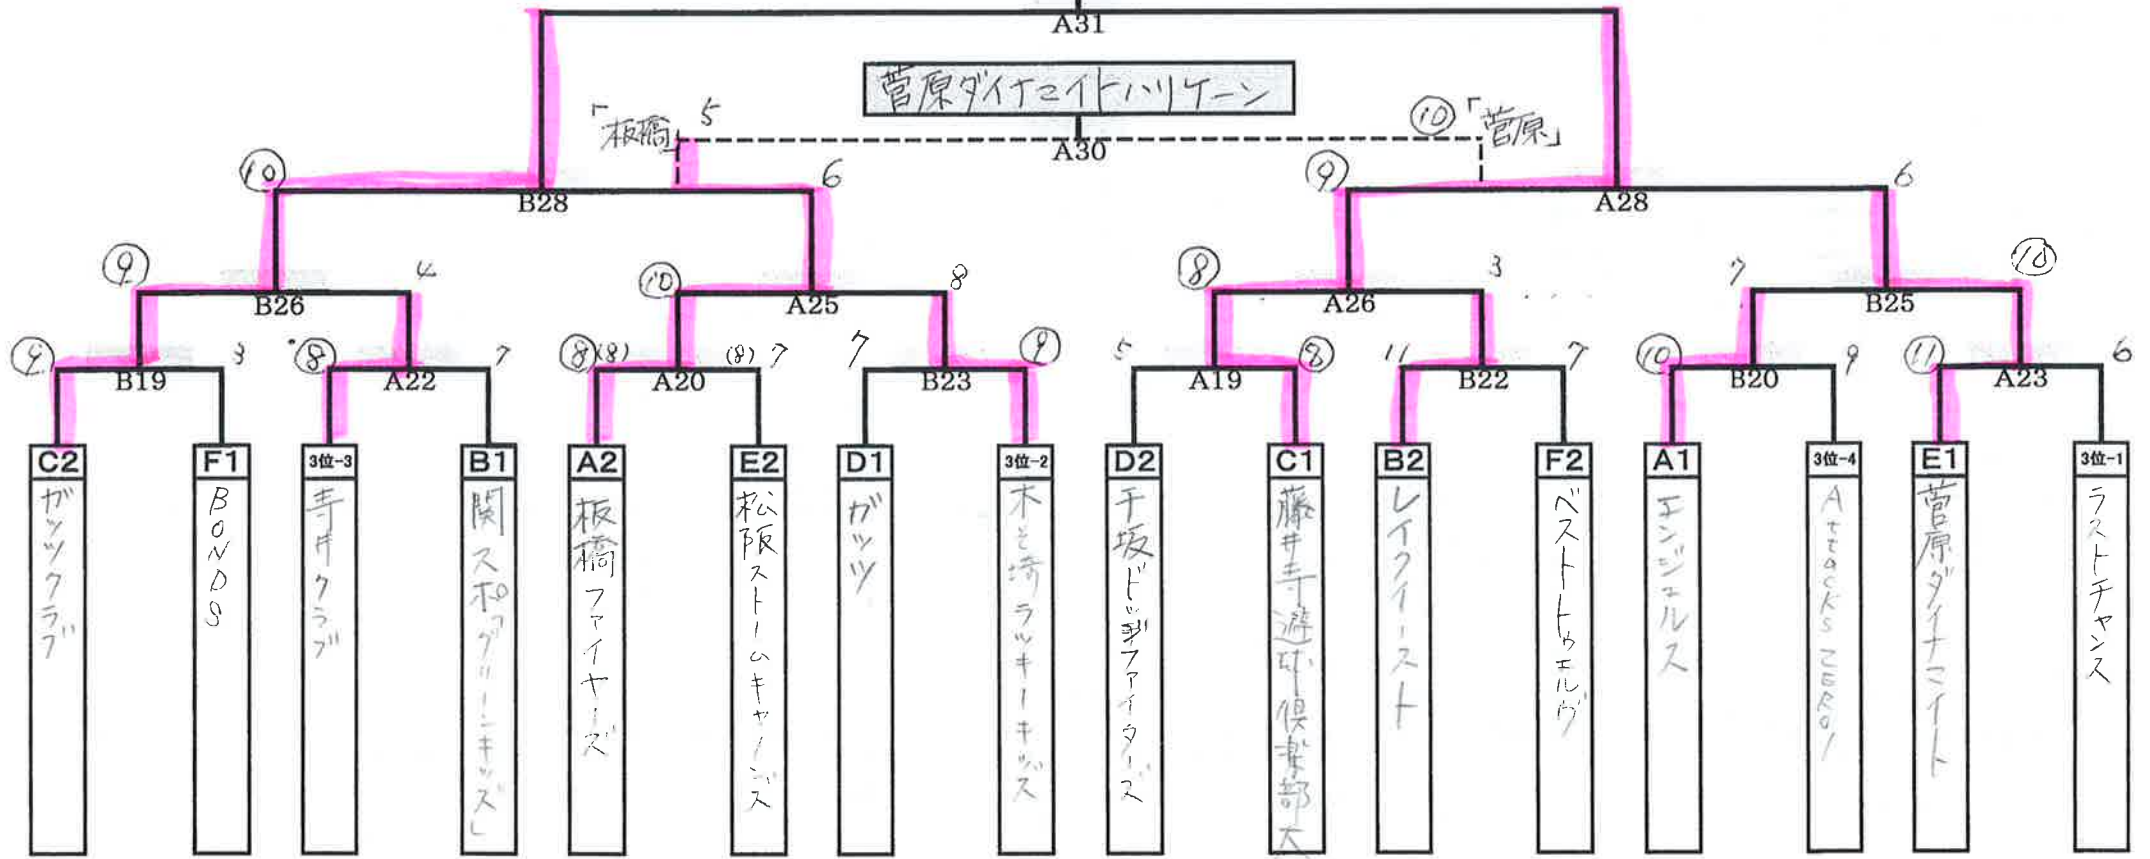 A31
菅原ダイナマイトハリケーン
「板橋」 5 ⑩ 「菅原」
A30
⑩ 6 ⑨ 6
B28 A28
⑨ 4 ⑩ 8 ⑧ 3 7 ⑩
B26 A25 A26 B25
⑨ 3 ⑧ 7 ⑧(8) (8)7 7 ⑨ 5 ⑧ 11 7 ⑩ 9 ⑪ 6
B19 A22 A20 B23 A19 B22 B20 A23
C2 F1 3位-3 B1 A2 E2 D1 3位-2 D2 C1 B2 F2 A1 3位-4 E1 3位-1
ガッツクラブ
BONDS
寺井クラブ
関スポ「グリーンキッズ」
板橋ファイヤーズ
松阪ストームキャノンズ
ガッツ
木そ埼ラッキーキッズ
千坂ドッジファイターズ
藤井寺避球倶楽部大
レイクイースト
ベストトゥエルヴ
エンジェルス
Attacks ZERO1
菅原ダイナマイト
ラストチャンス